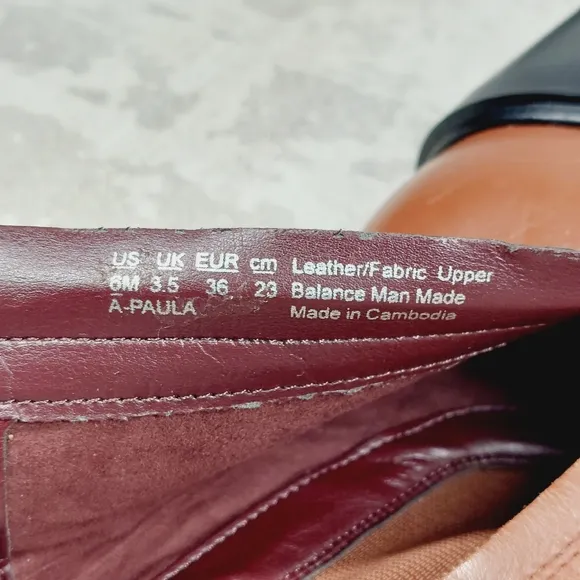 US UK EUR cm Leather/Fabric Upper
6M 3.5 36 23 Balance Man Made
A-PAULA Made in Cambodia